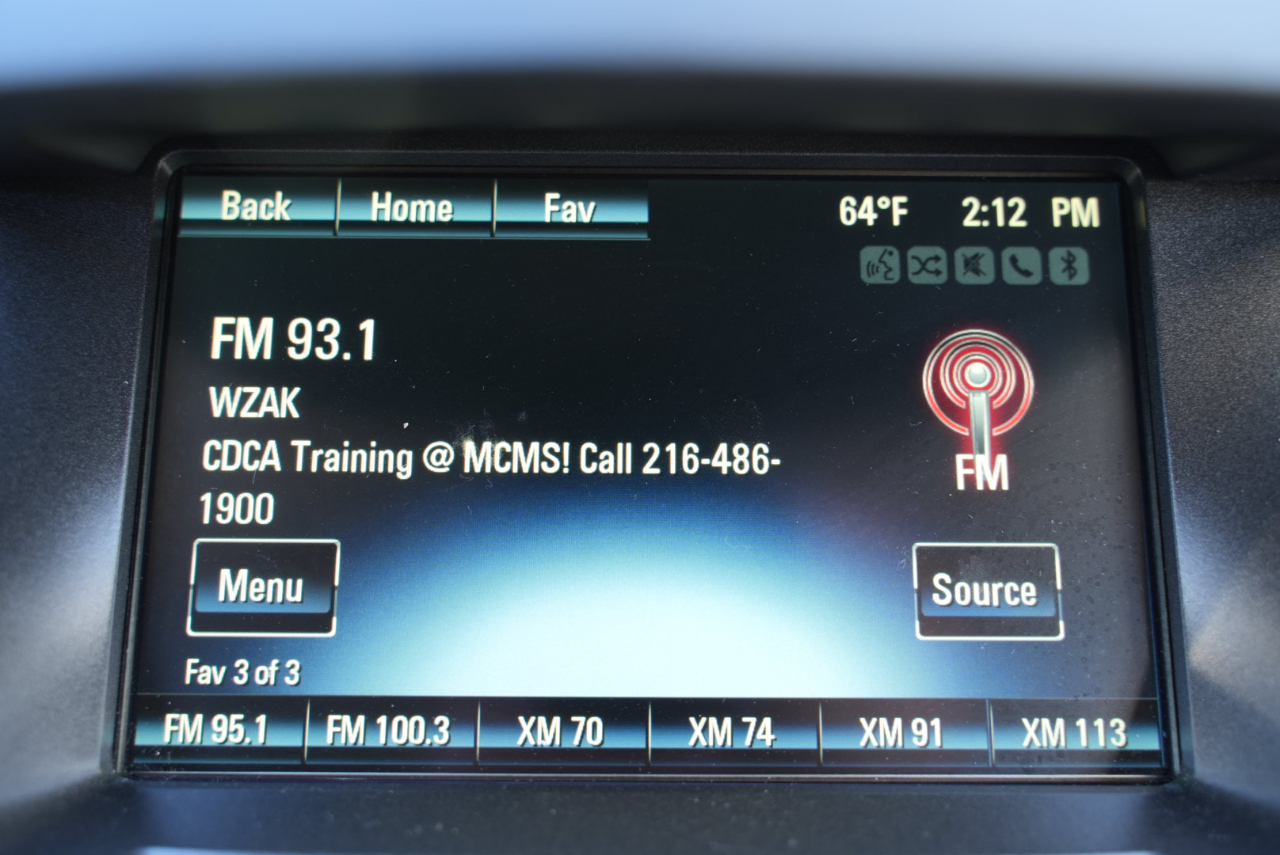 Back Home Fav 64°F 2:12 PM
FM 93.1
WZAK
CDCA Training @ MCMS! Call 216-486-
1900
FM
Menu Source
Fav 3 of 3
FM 95.1 FM 100.3 XM 70 XM 74 XM 91 XM 113